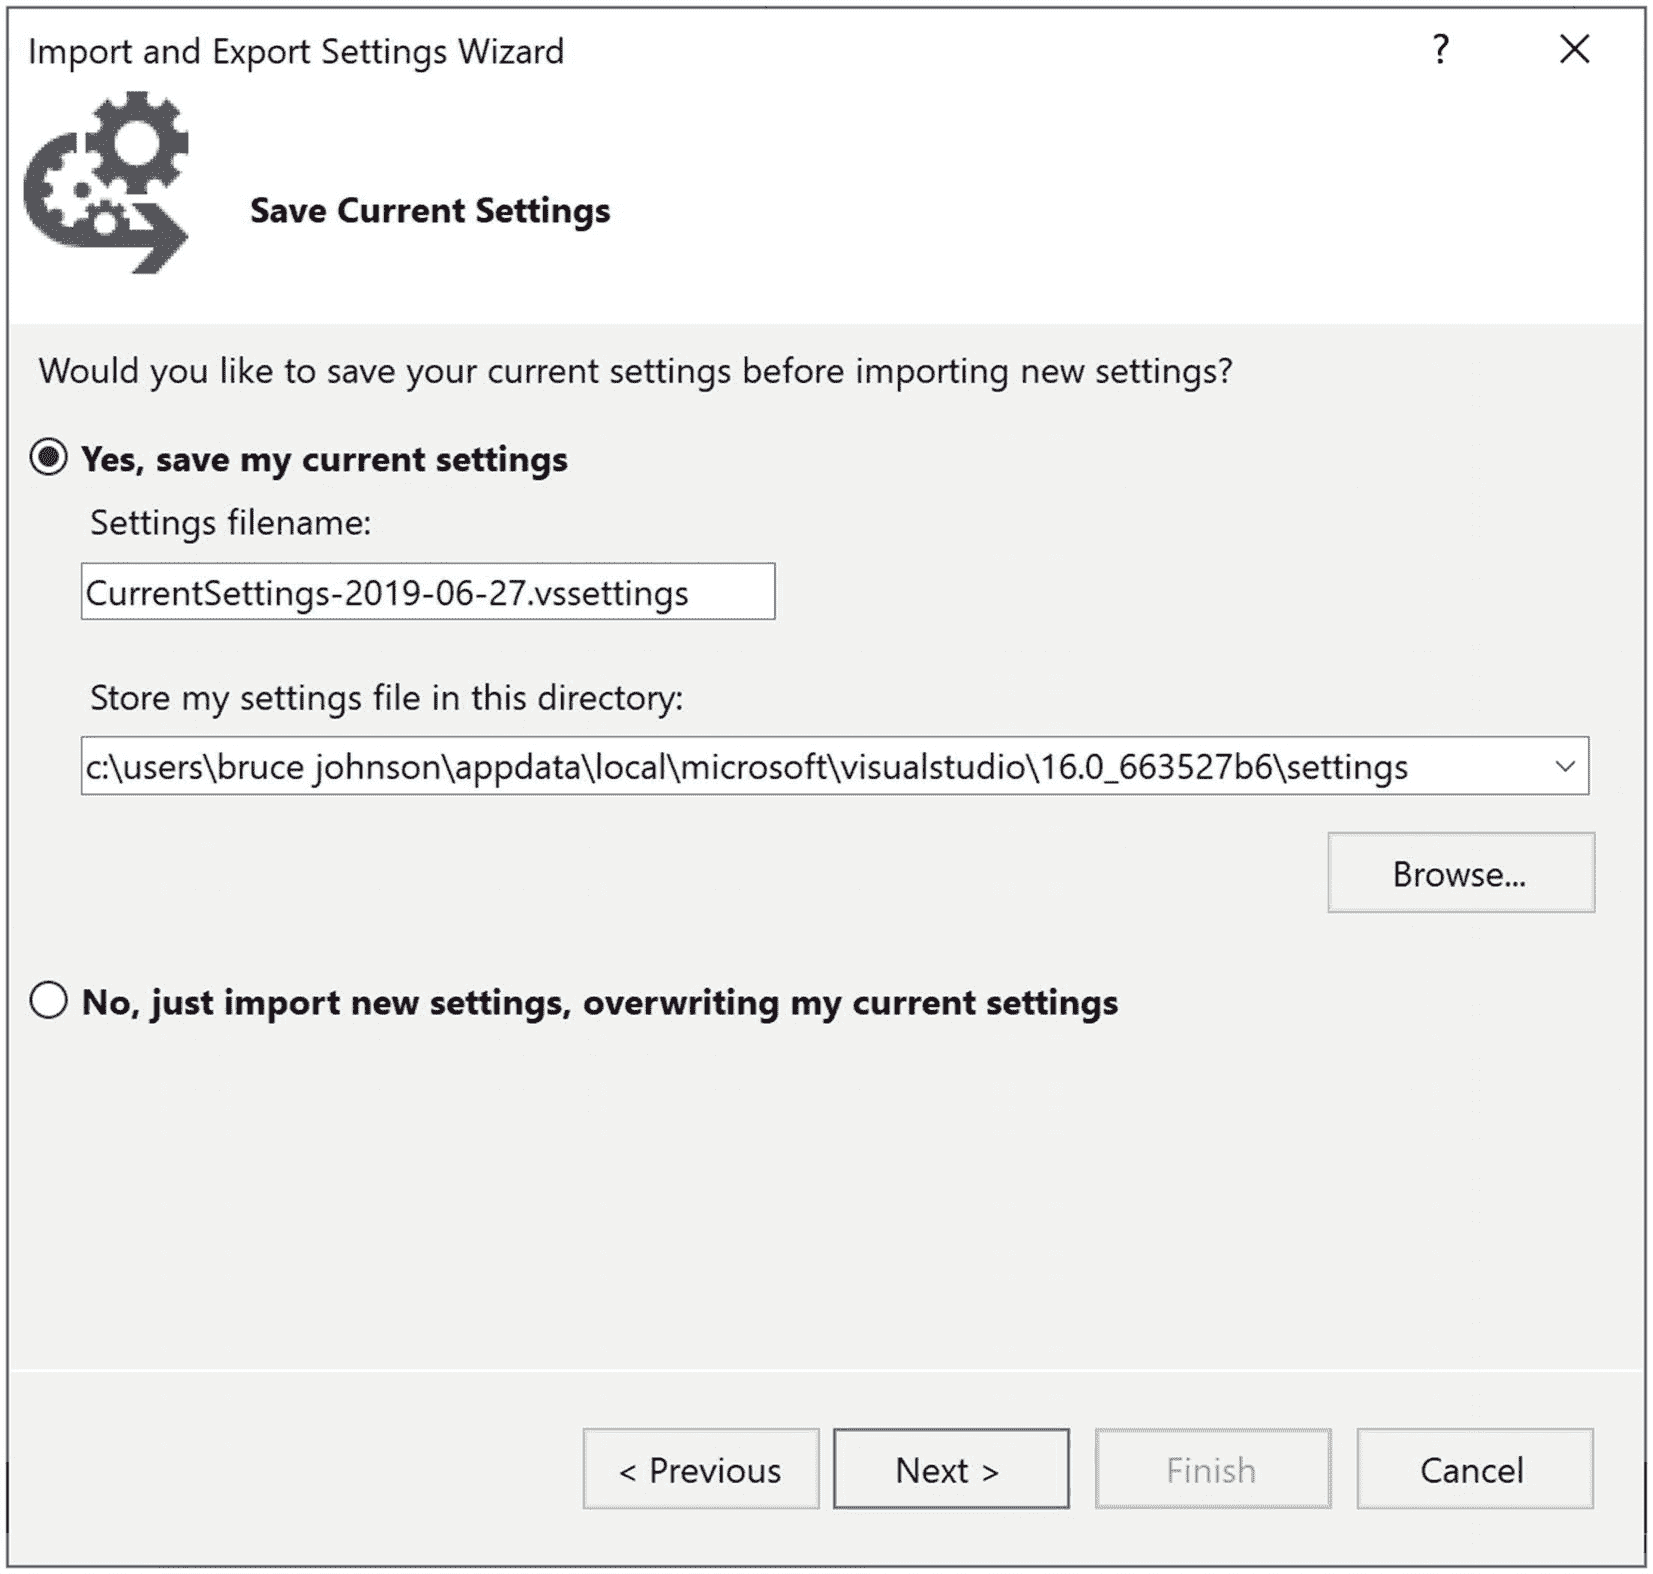 Import and Export Settings Wizard
?
Save Current Settings
Would you like to save your current settings before importing new settings?
Yes, save my current settings
Settings filename:
CurrentSettings-2019-06-27.vssettings
Store my settings file in this directory:
c:\users\bruce johnson\appdata\local\microsoft\visualstudio\16.0_663527b6\settings
Browse...
No, just import new settings, overwriting my current settings
< Previous
Next >
Finish
Cancel